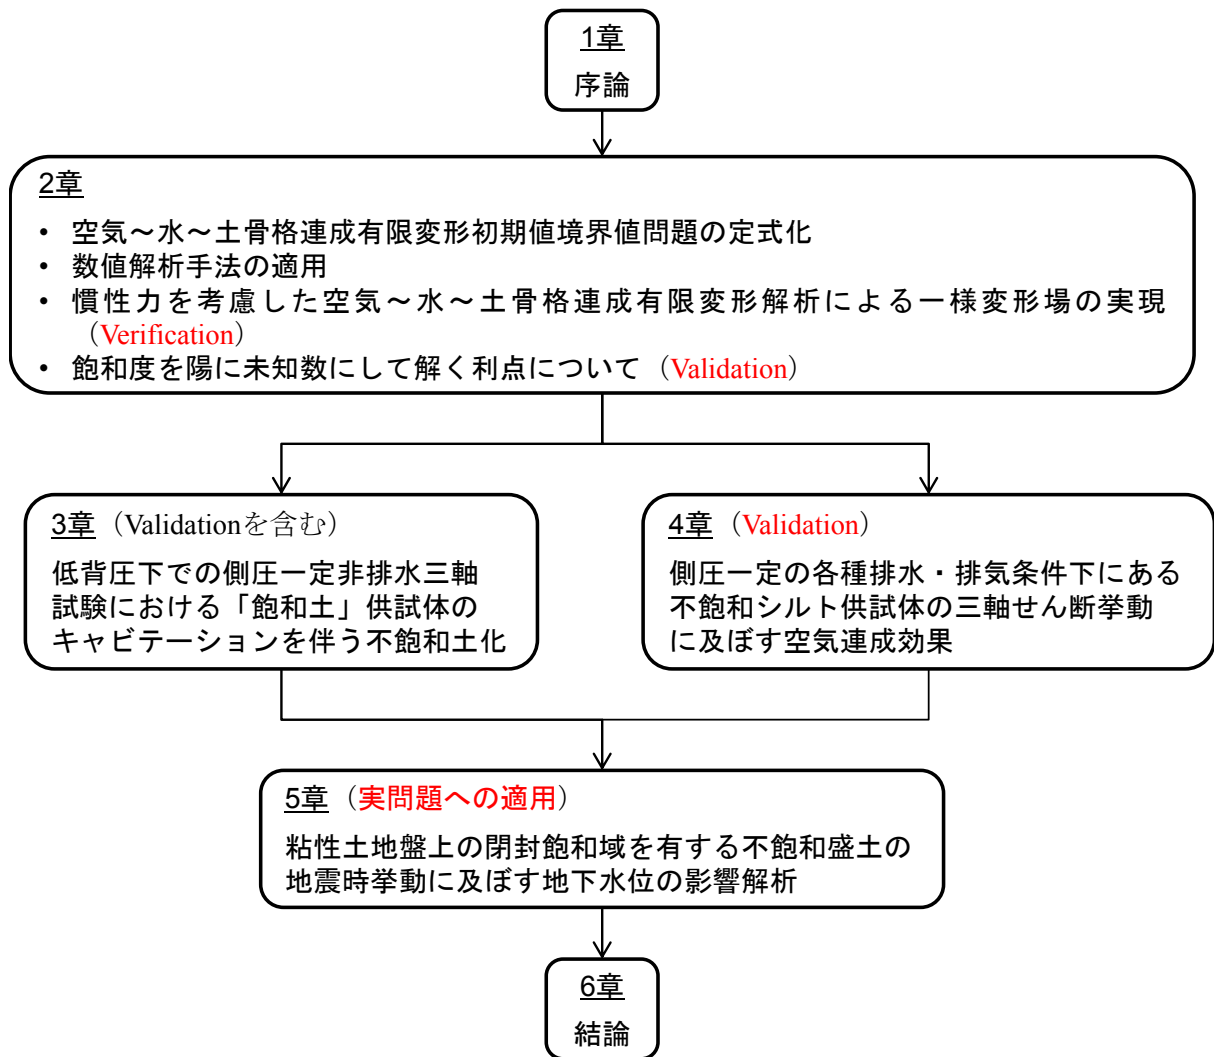 1章
序論
2章
• 空気～水～土骨格連成有限変形初期値境界値問題の定式化
• 数値解析手法の適用
• 慣性力を考慮した空気～水～土骨格連成有限変形解析による一様変形場の実現
（Verification）
• 飽和度を陽に未知数にして解く利点について（Validation）
3章（Validationを含む）
低背圧下での側圧一定非排水三軸
試験における「飽和土」供試体の
キャビテーションを伴う不飽和土化
4章（Validation）
側圧一定の各種排水・排気条件下にある
不飽和シルト供試体の三軸せん断挙動
に及ぼす空気連成効果
5章（実問題への適用）
粘性土地盤上の閉封飽和域を有する不飽和盛土の
地震時挙動に及ぼす地下水位の影響解析
6章
結論